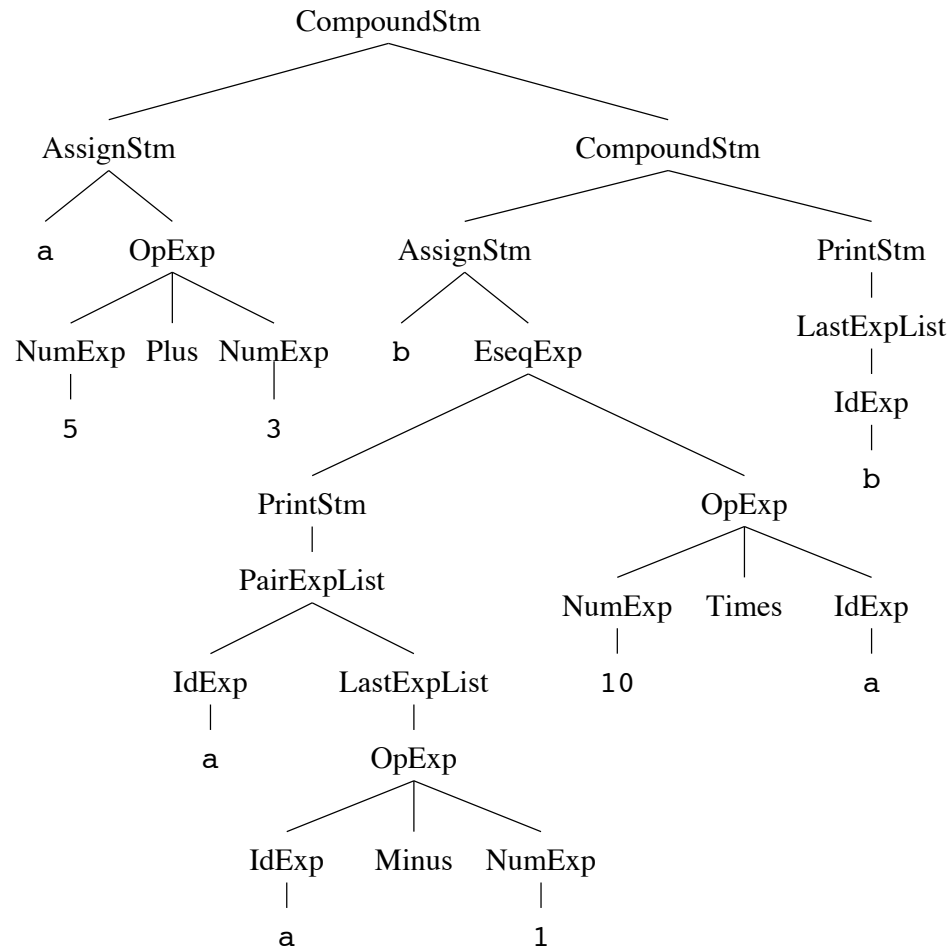 CompoundStm
AssignStm CompoundStm
a OpExp AssignStm PrintStm
LastExpList
NumExp Plus NumExp b EseqExp
IdExp
5 3
b
PrintStm OpExp
PairExpList
NumExp Times IdExp
IdExp LastExpList 10 a
a OpExp
IdExp Minus NumExp
a 1